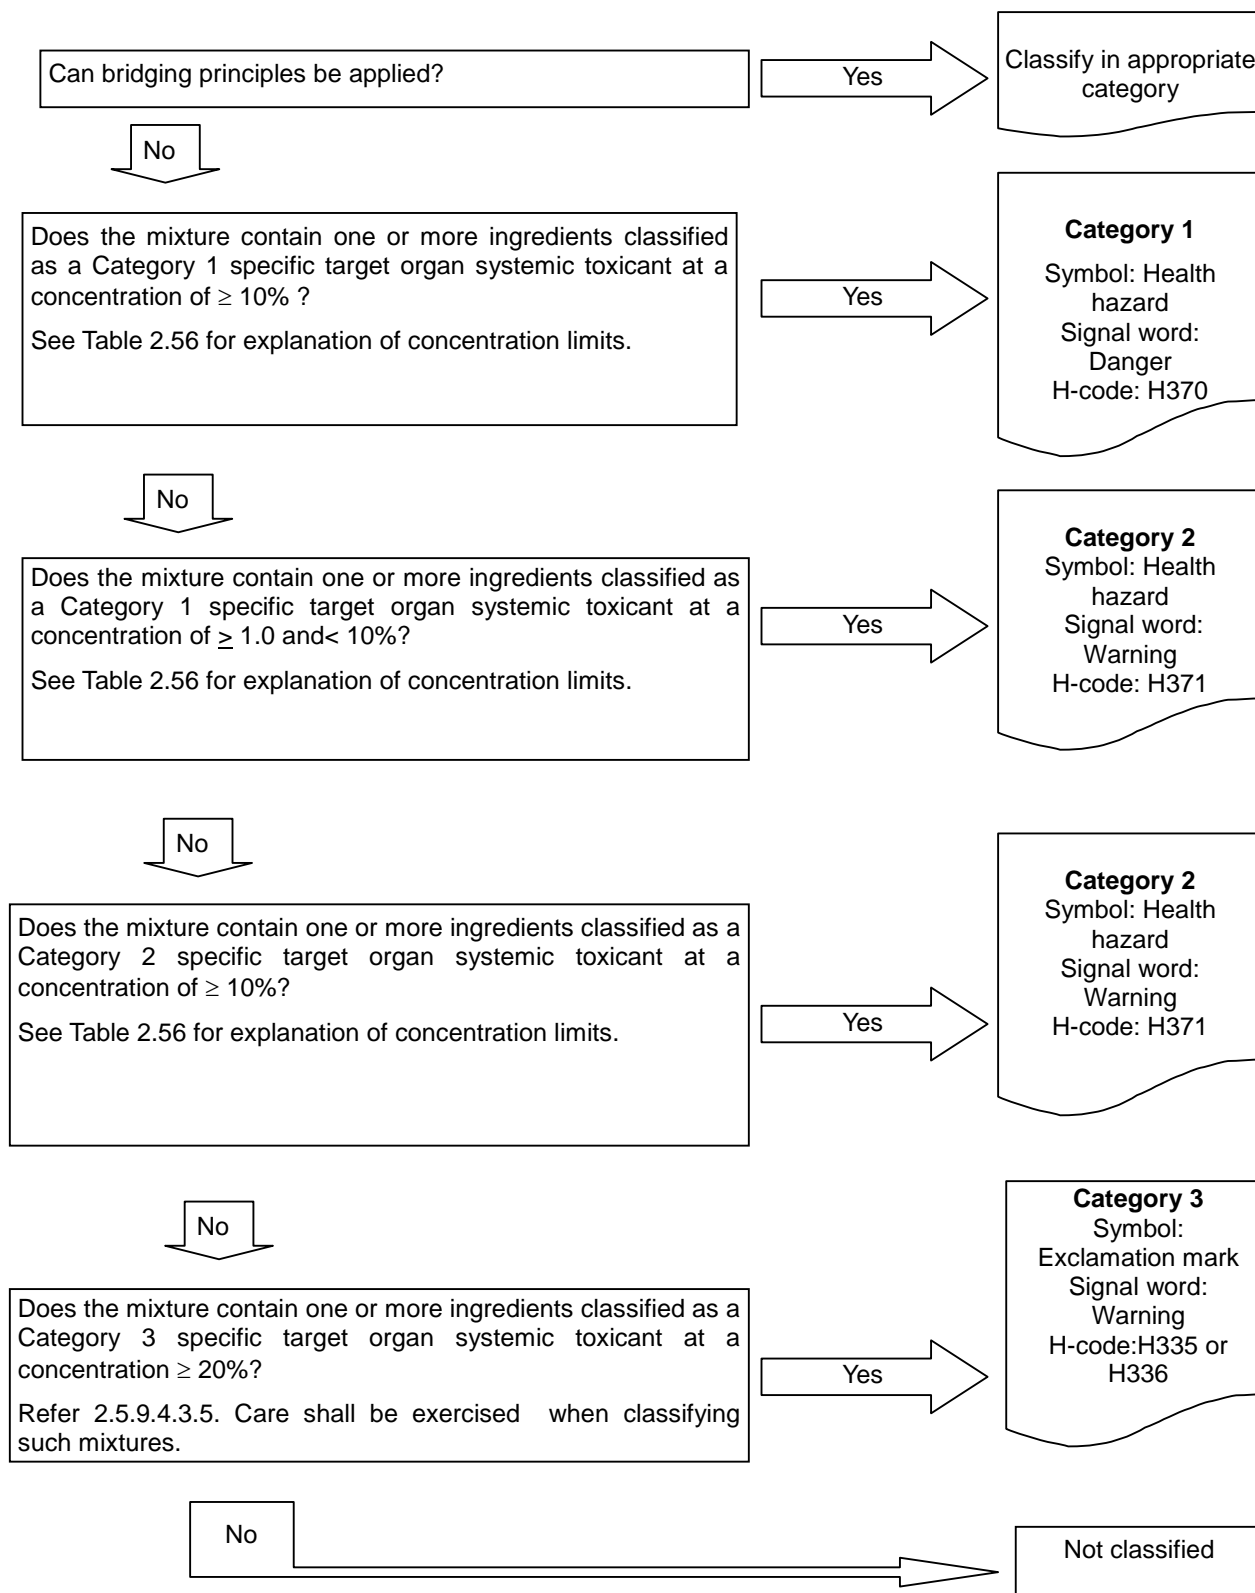 Can bridging principles be applied?
Yes
Classify in appropriate
category
No
Does the mixture contain one or more ingredients classified
as a Category 1 specific target organ systemic toxicant at a
concentration of ≥ 10% ?
See Table 2.56 for explanation of concentration limits.
Yes
Category 1
Symbol: Health
hazard
Signal word:
Danger
H-code: H370
No
Does the mixture contain one or more ingredients classified as
a Category 1 specific target organ systemic toxicant at a
concentration of ≥ 1.0 and< 10%?
See Table 2.56 for explanation of concentration limits.
Yes
Category 2
Symbol: Health
hazard
Signal word:
Warning
H-code: H371
No
Does the mixture contain one or more ingredients classified as a
Category 2 specific target organ systemic toxicant at a
concentration of ≥ 10%?
See Table 2.56 for explanation of concentration limits.
Yes
Category 2
Symbol: Health
hazard
Signal word:
Warning
H-code: H371
No
Does the mixture contain one or more ingredients classified as a
Category 3 specific target organ systemic toxicant at a
concentration ≥ 20%?
Refer 2.5.9.4.3.5. Care shall be exercised when classifying
such mixtures.
Yes
Category 3
Symbol:
Exclamation mark
Signal word:
Warning
H-code:H335 or
H336
No
Not classified